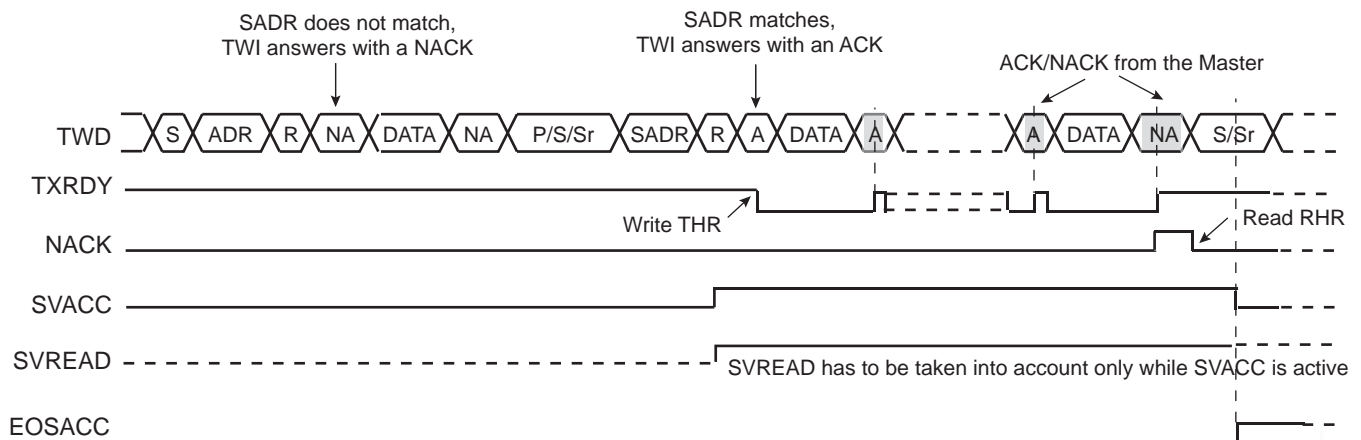 SADR does not match,
TWI answers with a NACK
SADR matches,
TWI answers with an ACK
ACK/NACK from the Master
TWD S ADR R NA DATA NA P/S/Sr SADR R A DATA A A DATA NA S/Sr
TXRDY
Write THR
Read RHR
NACK
SVACC
SVREAD
SVREAD has to be taken into account only while SVACC is active
EOSACC